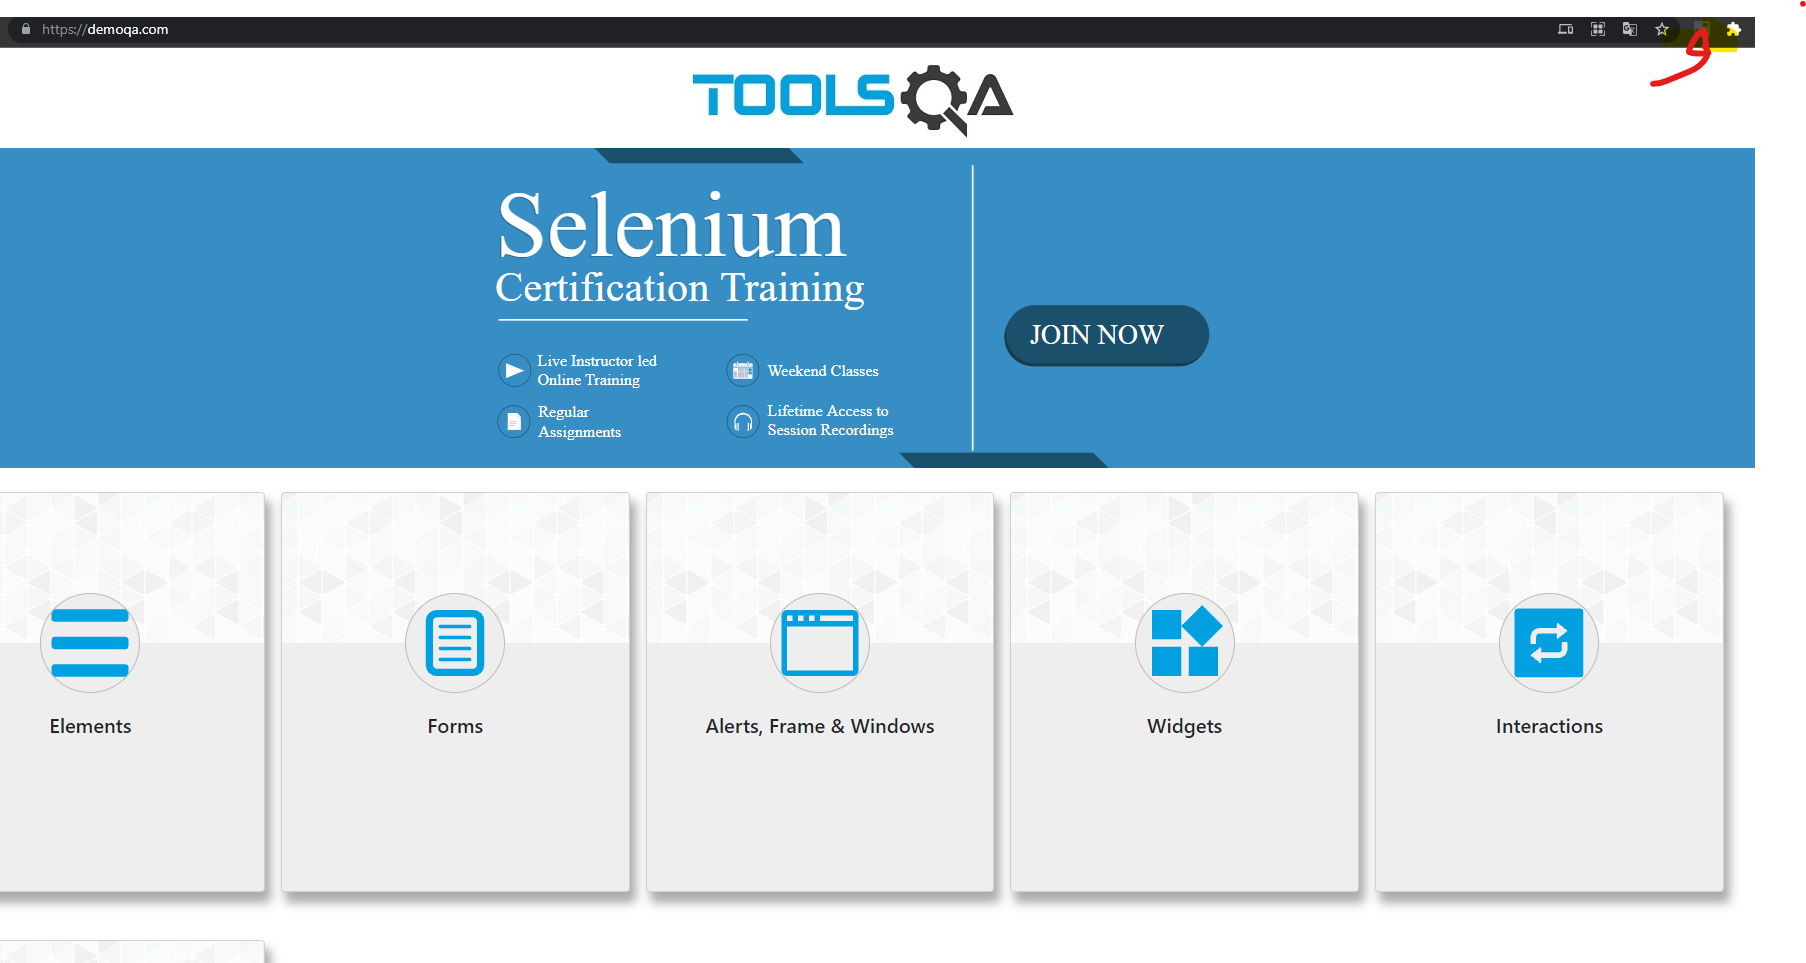 https://demoqa.com
TOOLSQA
Selenium
Certification Training
JOIN NOW
Live Instructor led
Online Training
Weekend Classes
Regular
Assignments
Lifetime Access to
Session Recordings
Elements
Forms
Alerts, Frame & Windows
Widgets
Interactions